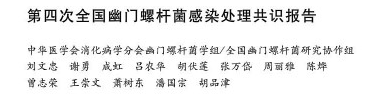 第四次全国幽门螺杆菌感染处理共识报告
中华医学会消化病学分会幽门螺杆菌学组/全国幽门螺杆菌研究协作组
刘文忠 谢勇 成虹 吕农华 胡伏莲 张万岱 周丽雅 陈烨
曾志荣 王崇文 萧树东 潘国宗 胡品津